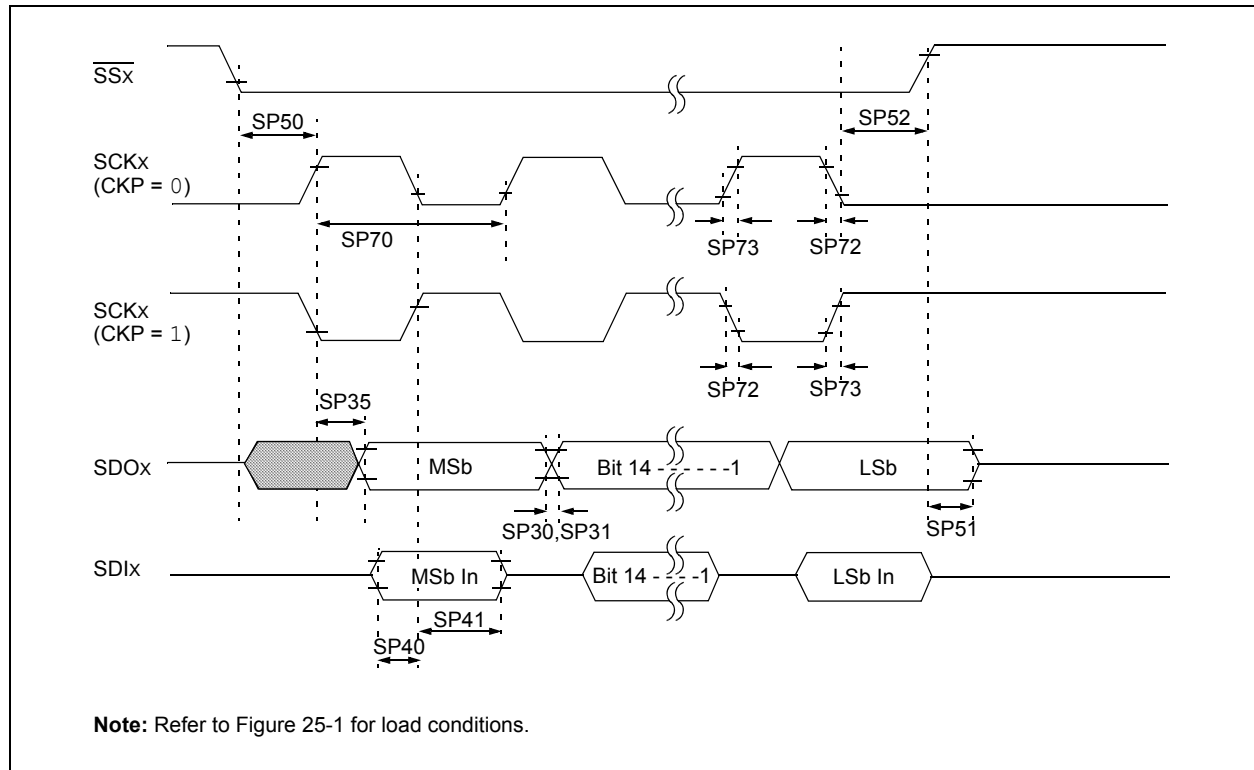 SSx
SP50
SP52
SCKx
(CKP = 0)
SP70
SP73
SP72
SCKx
(CKP = 1)
SP72
SP73
SP35
SDOx
MSb
Bit 14 - - - - - -1
LSb
SP30,SP31
SP51
SDIx
MSb In
Bit 14 - - - -1
LSb In
SP41
SP40
Note: Refer to Figure 25-1 for load conditions.